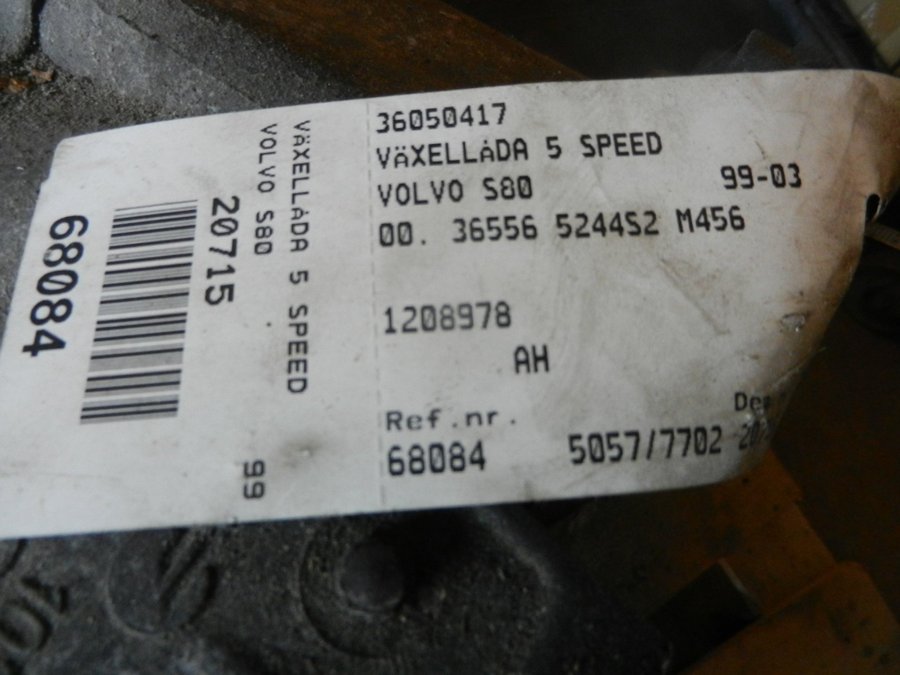 36050417
VÄXELLÅDA 5 SPEED
VOLVO S80 99-03
00. 36556 5244S2 M456
1208978
AH
Ref.nr.
68084 5057/7702
VÄXELLÅDA 5 SPEED
VOLVO S80 99
20715
68084